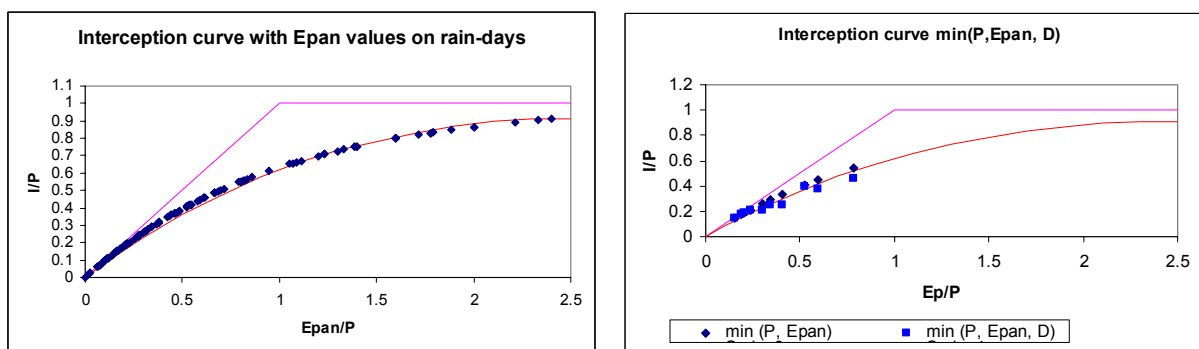 Interception curve with Epan values on rain-days
1.1
1
0.9
0.8
0.7
0.6
0.5
0.4
0.3
0.2
0.1
0
I/P
0 0.5 1 1.5 2 2.5
Epan/P
Interception curve min(P,Epan, D)
1.2
1
0.8
0.6
0.4
0.2
0
I/P
0 0.5 1 1.5 2 2.5
Ep/P
min (P, Epan) min (P, Epan, D)